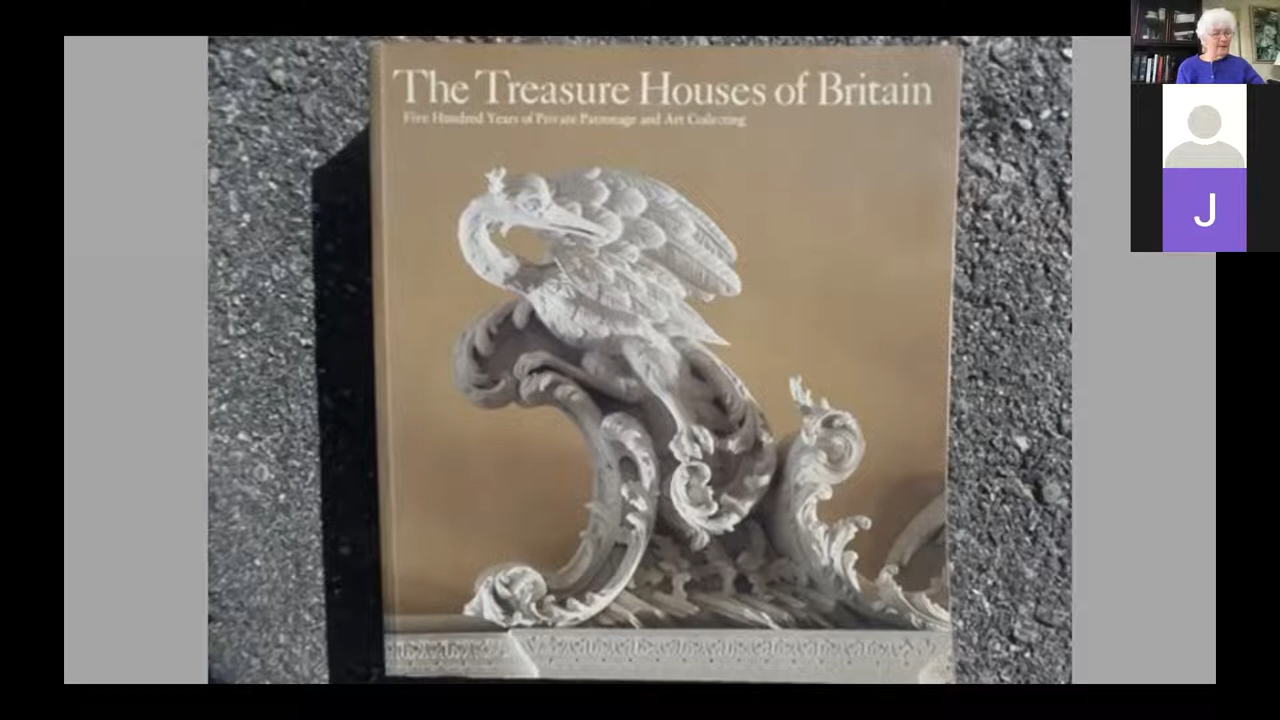 The Treasure Houses of Britain
Five Hundred Years of Private Patronage and Art Collecting
J